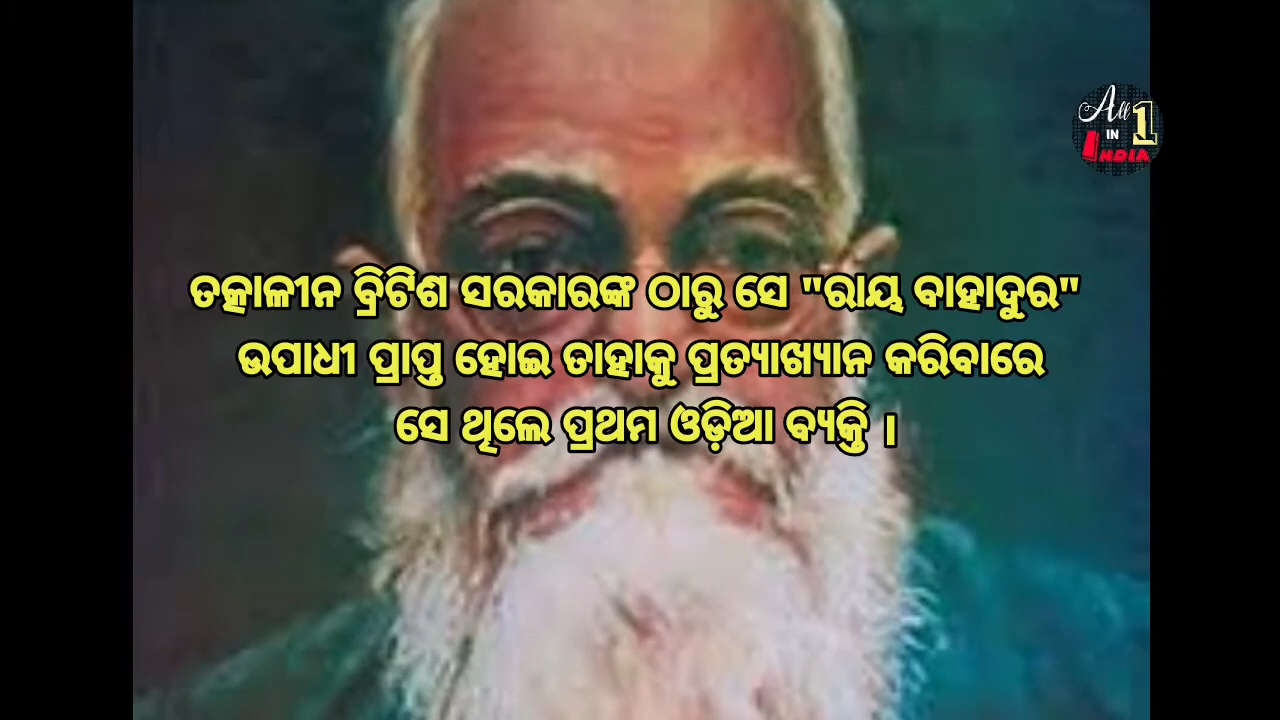 All
IN 1
INDIA
ତତ୍କାଳୀନ ବ୍ରିଟିଶ ସରକାରଙ୍କ ଠାରୁ ସେ "ରାୟ ବାହାଦୁର"
ଉପାଧୀ ପ୍ରାପ୍ତ ହୋଇ ତାହାକୁ ପ୍ରତ୍ୟାଖ୍ୟାନ କରିବାରେ
ସେ ଥିଲେ ପ୍ରଥମ ଓଡ଼ିଆ ବ୍ୟକ୍ତି ।